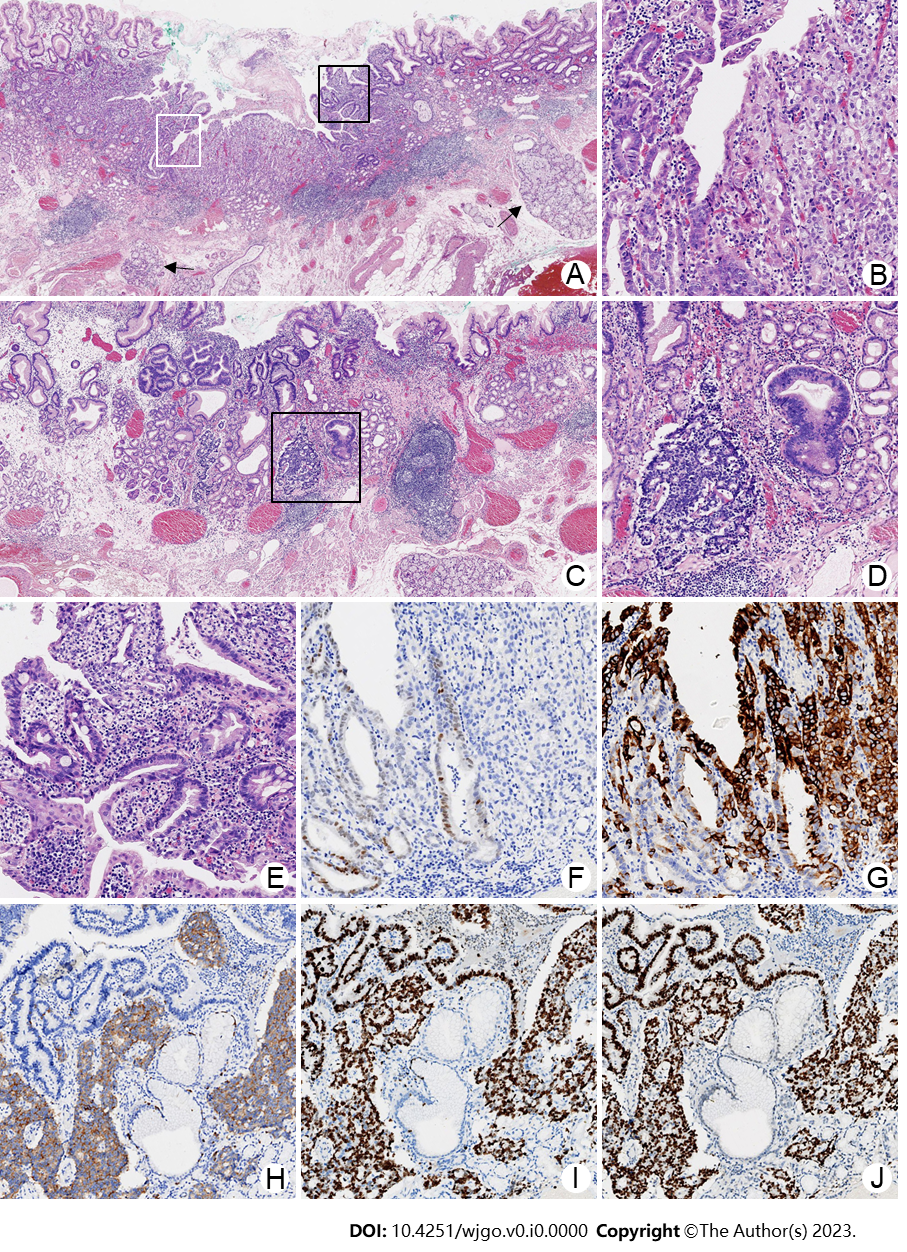 A
B
C
D
E
F
G
H
I
J
DOI: 10.4251/wjgo.v0.i0.0000 Copyright ©The Author(s) 2023.